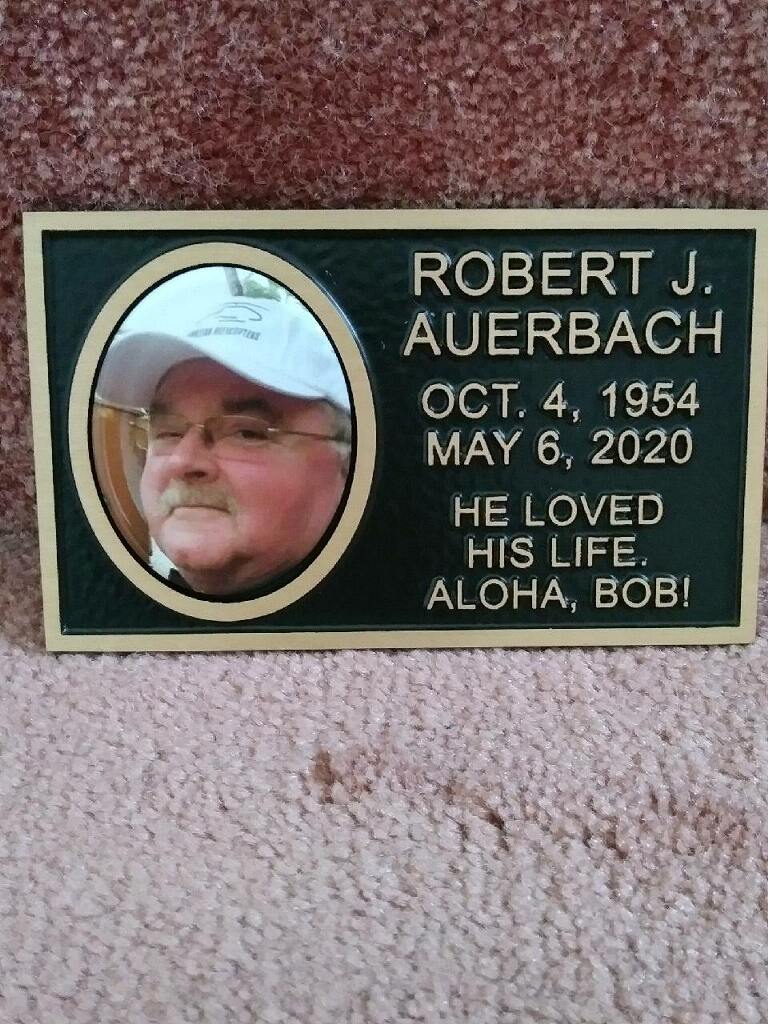 ROBERT J.
AUERBACH
OCT. 4, 1954
MAY 6, 2020
HE LOVED
HIS LIFE.
ALOHA, BOB!